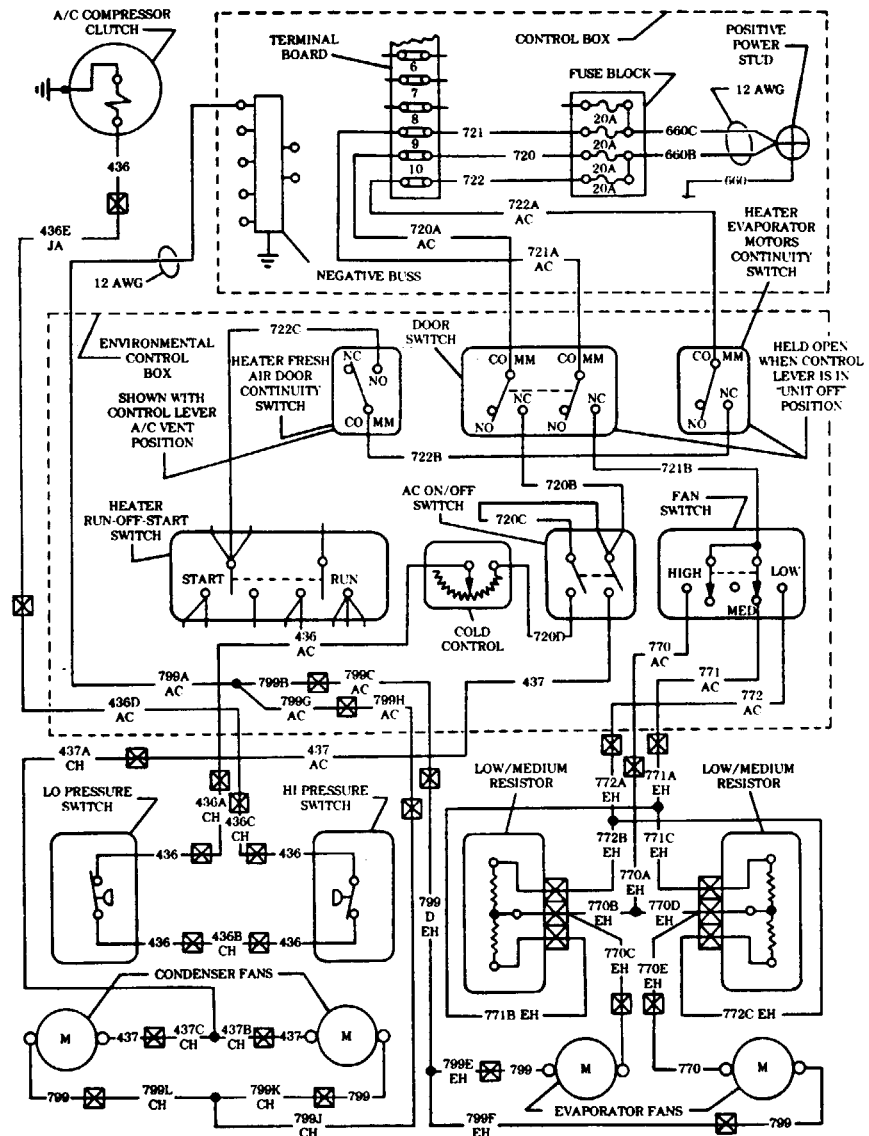 A/C COMPRESSOR
CLUTCH
TERMINAL
BOARD
CONTROL BOX
POSITIVE
POWER
STUD
FUSE BLOCK
12 AWG
6
7
8
9
10
721
720
722
20A
20A
20A
20A
660C
660B
660
436
436E
JA
12 AWG
NEGATIVE BUSS
722A
AC
720A
AC
721A
AC
HEATER
EVAPORATOR
MOTORS
CONTINUITY
SWITCH
ENVIRONMENTAL
CONTROL
BOX
722C
HEATER FRESH
AIR DOOR
CONTINUITY
SWITCH
NC
NO
CO MM
DOOR
SWITCH
CO MM
CO MM
NC
NC
NO
NO
CO MM
NC
NO
HELD OPEN
WHEN CONTROL
LEVER IS IN
"UNIT OFF"
POSITION
SHOWN WITH
CONTROL LEVER
A/C VENT
POSITION
722B
721B
720B
HEATER
RUN-OFF-START
SWITCH
START
RUN
AC ON/OFF
SWITCH
720C
FAN
SWITCH
HIGH
LOW
MED
COLD
CONTROL
720D
436
AC
770
AC
771
AC
772
AC
799A
AC
799B
799C
AC
799G
AC
799H
AC
437
436D
AC
437A
CH
437
AC
LO PRESSURE
SWITCH
HI PRESSURE
SWITCH
436A
CH
436C
CH
436
436
436
436B
CH
436
LOW/MEDIUM
RESISTOR
LOW/MEDIUM
RESISTOR
772A
EH
771A
EH
772B
EH
771C
EH
770A
EH
770B
EH
770D
EH
770C
EH
770E
EH
799
D
EH
771B EH
772C EH
CONDENSER FANS
M
437
437C
CH
437B
CH
437
M
799
799L
CH
799K
CH
799
799J
CH
799E
EH
799
M
770
M
EVAPORATOR FANS
799F
EH
799